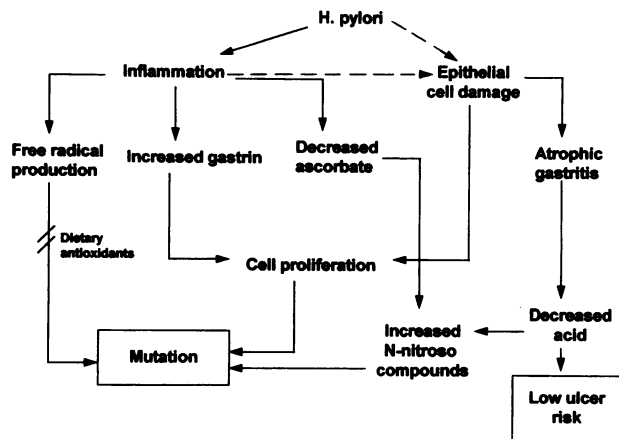 H. pylori
Inflammation
Epithelial
cell damage
Free radical
production
Increased gastrin
Decreased
ascorbate
Atrophic
gastritis
Dietary
antioxidants
Cell proliferation
Mutation
Increased
N-nitroso
compounds
Decreased
acid
Low ulcer
risk